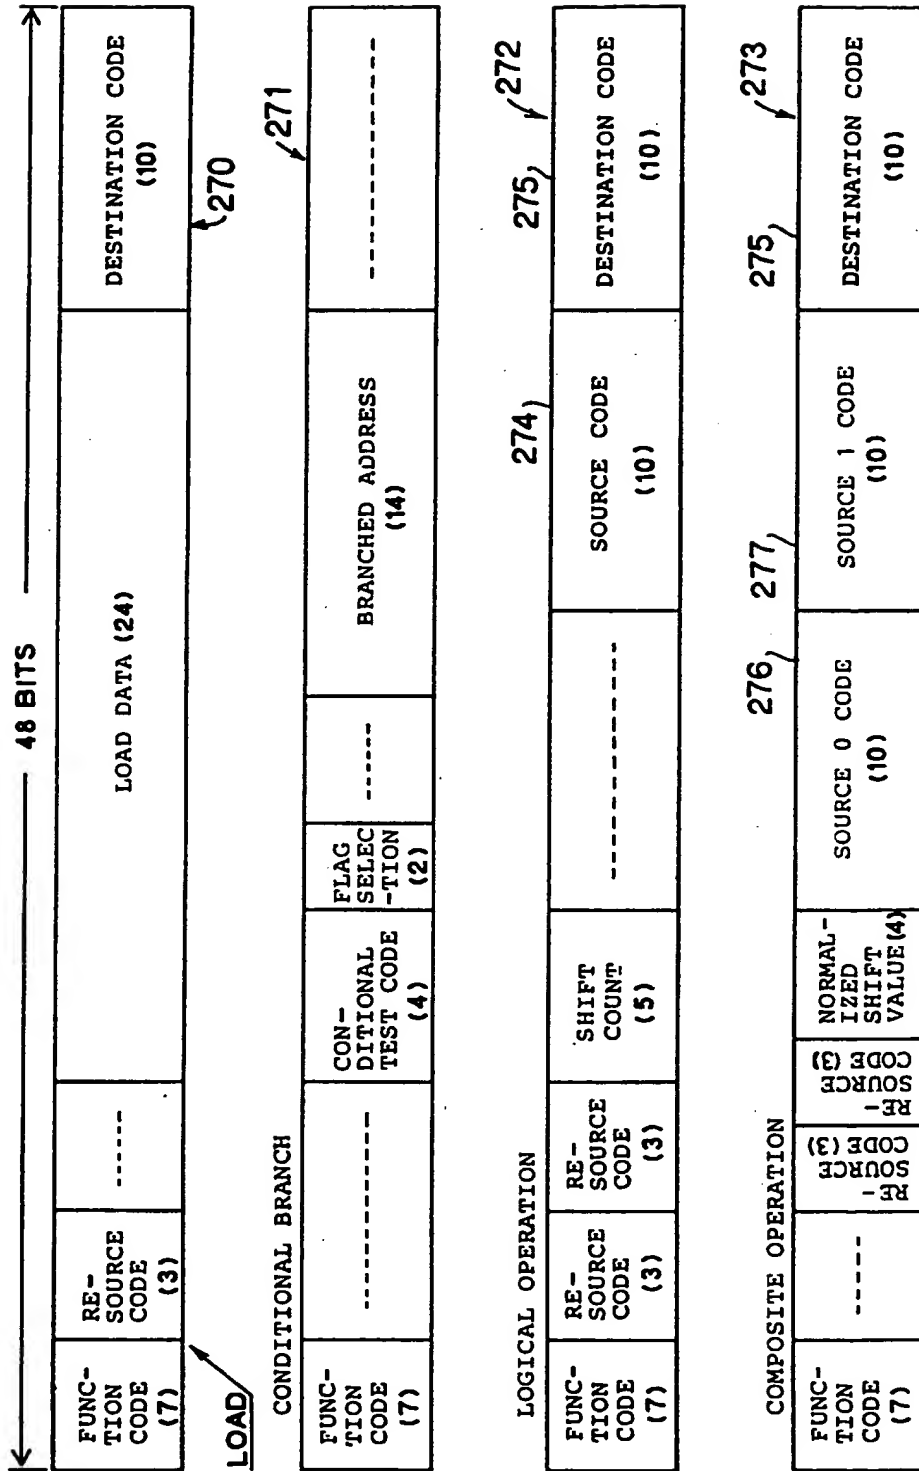 48 BITS
FUNC-
TION
CODE
(7)
RE-
SOURCE
CODE
(3)
------
LOAD DATA (24)
DESTINATION CODE
(10)
LOAD
270
CONDITIONAL BRANCH
271
FUNC-
TION
CODE
(7)
------------
CON-
DITIONAL
TEST CODE
(4)
FLAG
SELEC
-TION
(2)
------
BRANCHED ADDRESS
(14)
--------------
LOGICAL OPERATION
274
275
272
FUNC-
TION
CODE
(7)
RE-
SOURCE
CODE
(3)
RE-
SOURCE
CODE
(3)
SHIFT
COUNT
(5)
--------------
SOURCE CODE
(10)
DESTINATION CODE
(10)
COMPOSITE OPERATION
276
277
275
273
FUNC-
TION
CODE
(7)
-----
RE-
SOURCE
CODE (3)
RE-
SOURCE
CODE (3)
NORMAL-
IZED
SHIFT
VALUE(4)
SOURCE 0 CODE
(10)
SOURCE 1 CODE
(10)
DESTINATION CODE
(10)